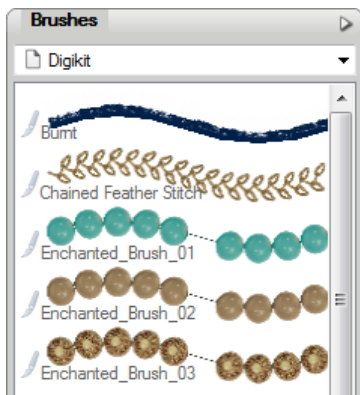 Brushes
Digikit
Burnt
Chained Feather Stitch
Enchanted_Brush_01
Enchanted_Brush_02
Enchanted_Brush_03